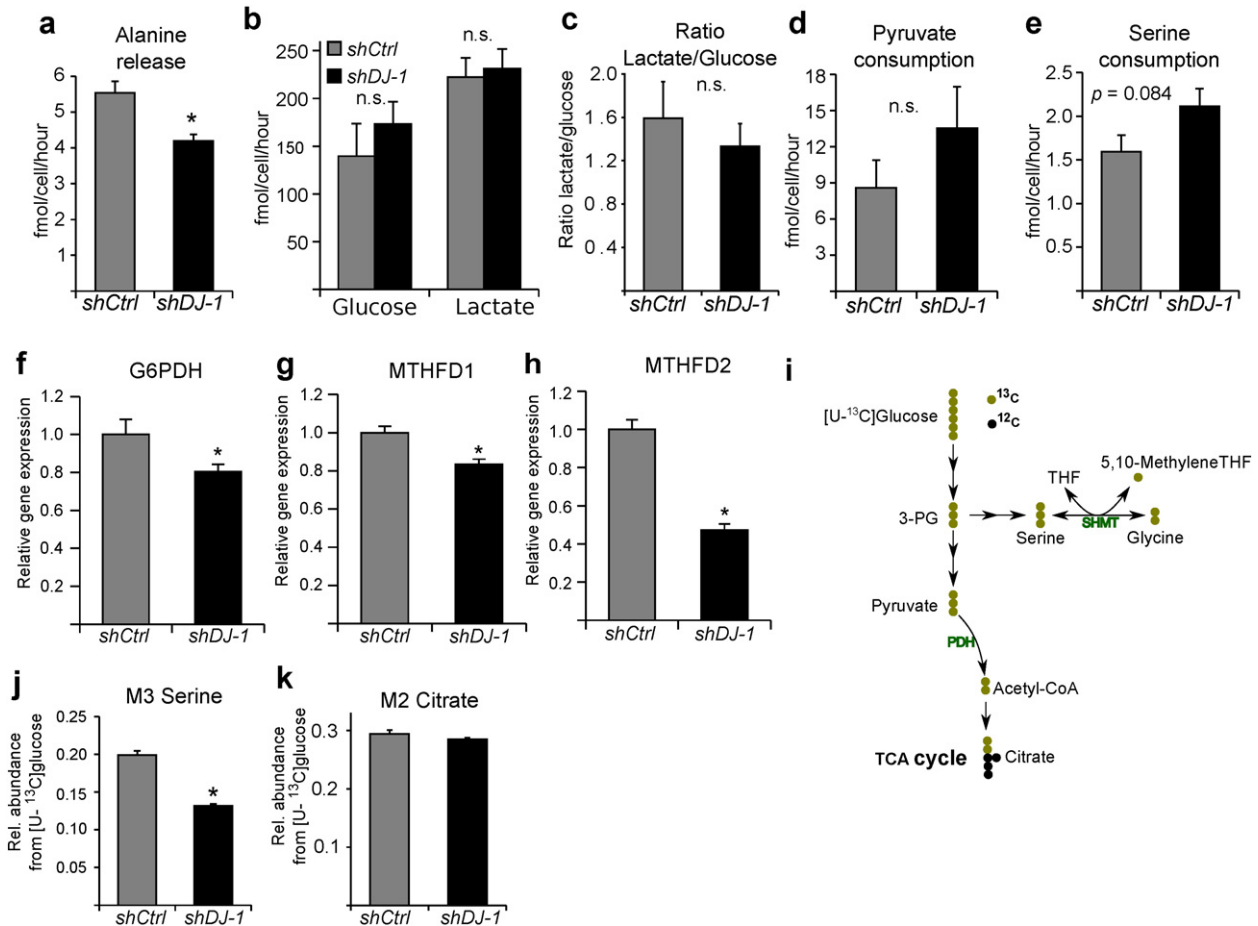 a
Alanine
release
fmol/cell/hour
6
5
4
3
2
1
*
shCtrl shDJ-1
b
fmol/cell/hour
250
200
150
100
50
shCtrl
shDJ-1
n.s.
n.s.
Glucose Lactate
c
Ratio
Lactate/Glucose
Ratio lactate/glucose
2.0
1.6
1.2
0.8
0.4
n.s.
shCtrl shDJ-1
d
Pyruvate
consumption
fmol/cell/hour
18
15
12
9
6
3
n.s.
shCtrl shDJ-1
e
Serine
consumption
fmol/cell/hour
2.5
2.0
1.5
1.0
0.5
p = 0.084
shCtrl shDJ-1
f
G6PDH
Relative gene expression
1.2
1.0
0.8
0.6
0.4
0.2
*
shCtrl shDJ-1
g
MTHFD1
Relative gene expression
1.2
1.0
0.8
0.6
0.4
0.2
*
shCtrl shDJ-1
h
MTHFD2
Relative gene expression
1.2
1.0
0.8
0.6
0.4
0.2
*
shCtrl shDJ-1
i
[U-¹³C]Glucose
¹³C
¹²C
5,10-MethyleneTHF
THF
3-PG
SHMT
Serine
Glycine
Pyruvate
PDH
Acetyl-CoA
TCA cycle
Citrate
j
M3 Serine
Rel. abundance
from [U- ¹³C]glucose
0.25
0.20
0.15
0.10
0.05
*
shCtrl shDJ-1
k
M2 Citrate
Rel. abundance
from [U- ¹³C]glucose
0.3
0.2
0.1
shCtrl shDJ-1